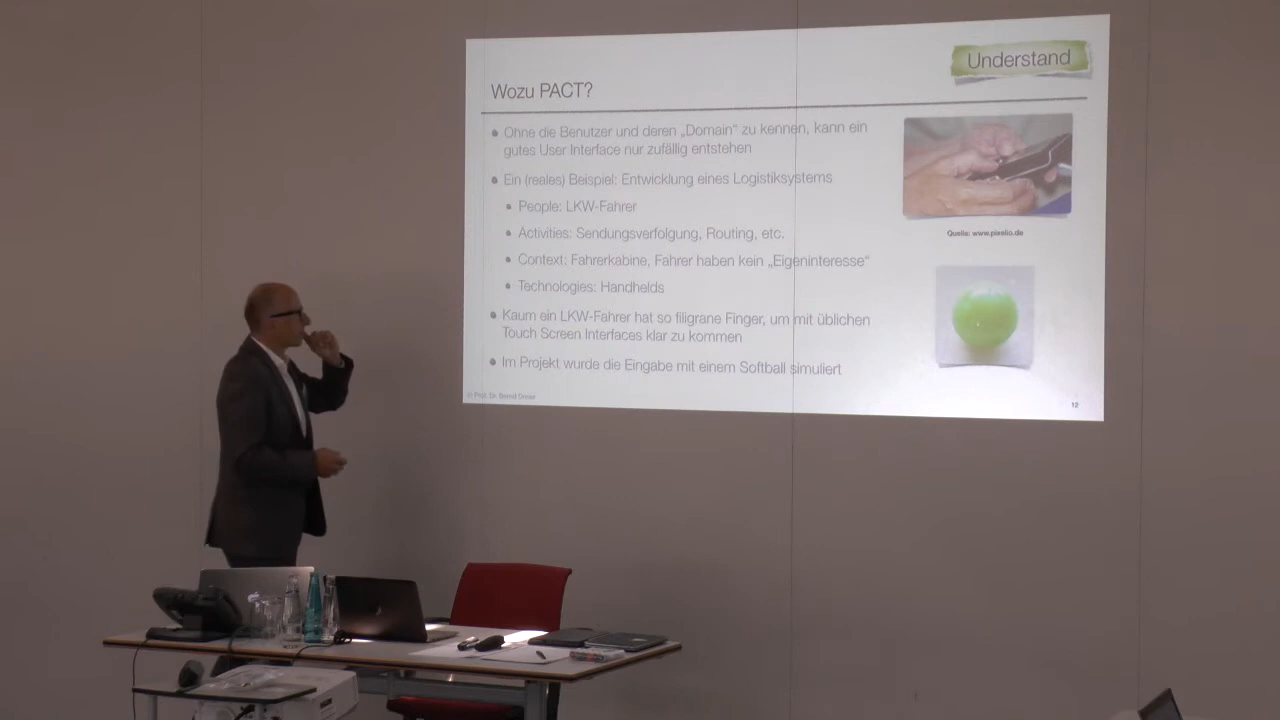 Understand
Wozu PACT?
Ohne die Benutzer und deren „Domain“ zu kennen, kann ein
gutes User Interface nur zufällig entstehen
Ein (reales) Beispiel: Entwicklung eines Logistiksystems
People: LKW-Fahrer
Activities: Sendungsverfolgung, Routing, etc.
Context: Fahrerkabine, Fahrer haben kein „Eigeninteresse“
Technologies: Handhelds
Kaum ein LKW-Fahrer hat so filigrane Finger, um mit üblichen
Touch Screen Interfaces klar zu kommen
Im Projekt wurde die Eingabe mit einem Softball simuliert
Quelle: www.pixelio.de
© Prof. Dr. Bernd
12